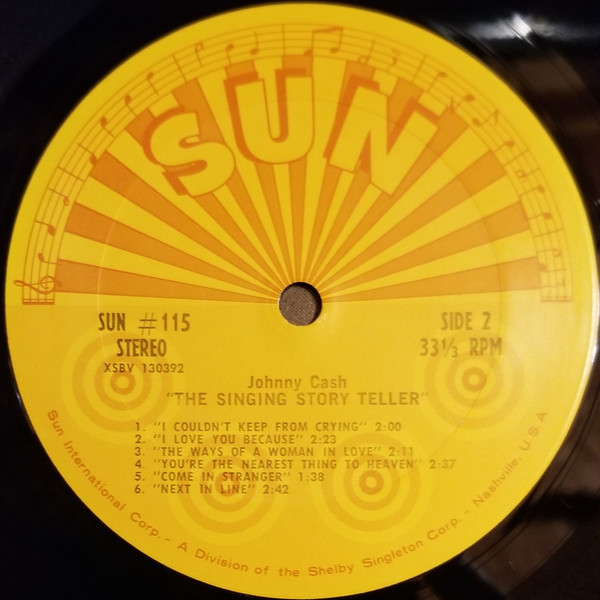 SUN
SUN #115
STEREO
XSBV 130392
SIDE 2
33 1/3 RPM
Johnny Cash
"THE SINGING STORY TELLER"
1. "I COULDN'T KEEP FROM CRYING" 2:00
2. "I LOVE YOU BECAUSE" 2:23
3. "THE WAYS OF A WOMAN IN LOVE" 2:11
4. "YOU'RE THE NEAREST THING TO HEAVEN" 2:37
5. "COME IN STRANGER" 1:38
6. "NEXT IN LINE" 2:42
Sun International Corp. - A Division of the Shelby Singleton Corp. - Nashville, U.S.A